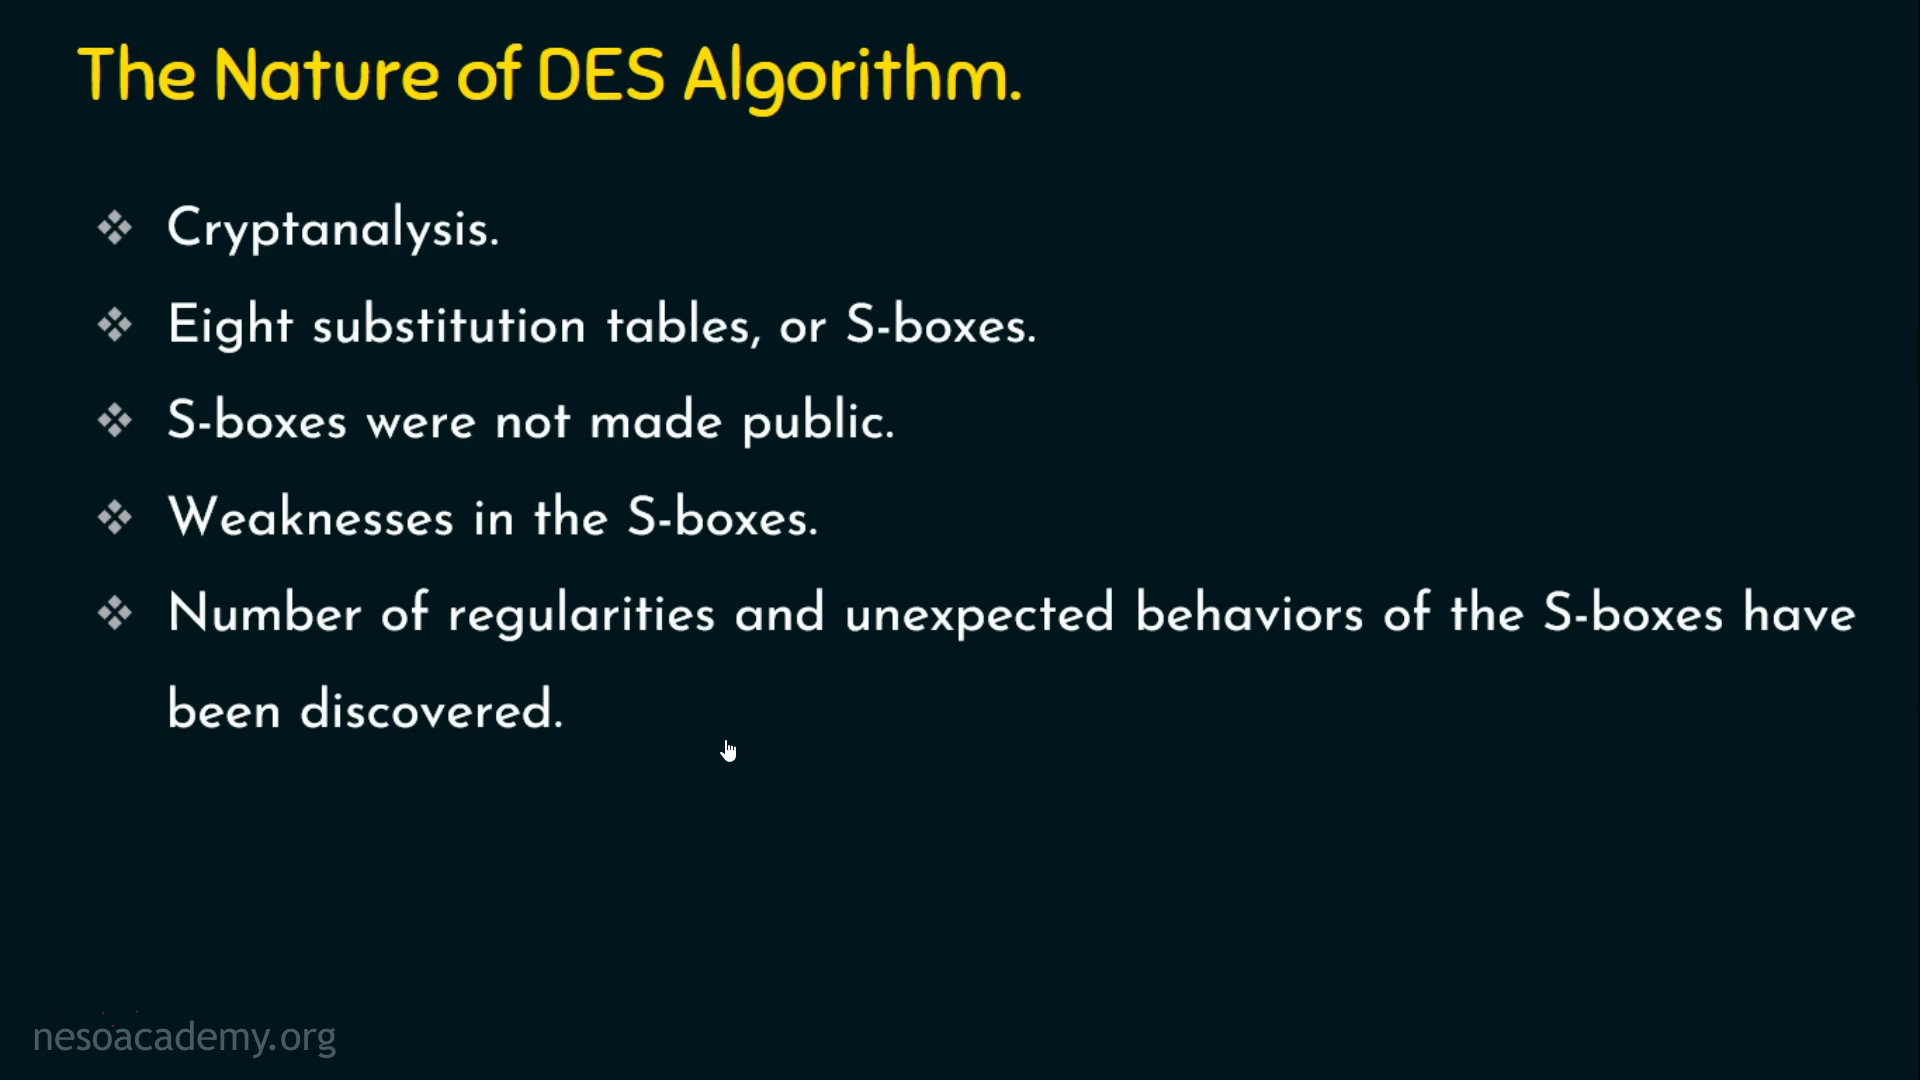 The Nature of DES Algorithm.
❖ Cryptanalysis.
❖ Eight substitution tables, or S-boxes.
❖ S-boxes were not made public.
❖ Weaknesses in the S-boxes.
❖ Number of regularities and unexpected behaviors of the S-boxes have
been discovered.
nesoacademy.org